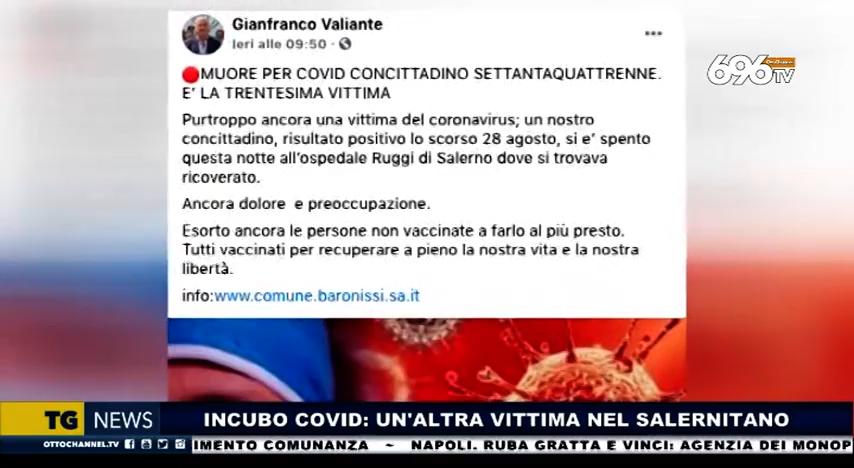 Gianfranco Valiante
Ieri alle 09:50 ·
MUORE PER COVID CONCITTADINO SETTANTAQUATTRENNE.
E' LA TRENTESIMA VITTIMA
Purtroppo ancora una vittima del coronavirus; un nostro
concittadino, risultato positivo lo scorso 28 agosto, si e' spento
questa notte all'ospedale Ruggi di Salerno dove si trovava
ricoverato.
Ancora dolore e preoccupazione.
Esorto ancora le persone non vaccinate a farlo al più presto.
Tutti vaccinati per recuperare a pieno la nostra vita e la nostra
libertà.
info:www.comune.baronissi.sa.it
696 TV
TG NEWS
INCUBO COVID: UN'ALTRA VITTIMA NEL SALERNITANO
OTTOCHANNEL.TV
IMENTO COMUNANZA ~ NAPOLI. RUBA GRATTA E VINCI: AGENZIA DEI MONOP